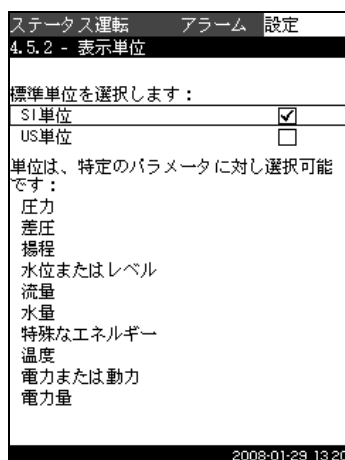 ステータス運転 アラーム 設定
4.5.2 - 表示単位
標準単位を選択します：
SI単位
US単位
単位は、特定のパラメータに対し選択可能
です：
圧力
差圧
揚程
水位またはレベル
流量
水量
特殊なエネルギー
温度
電力または動力
電力量
2008-01-29 13:20